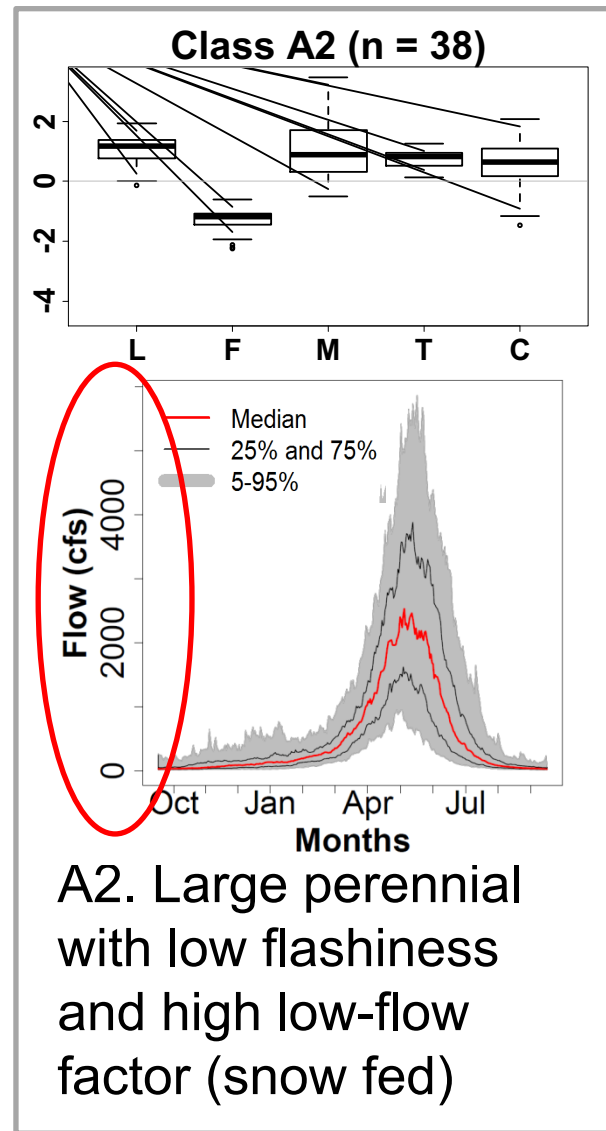 Class A2 (n = 38)
2
0
-2
-4
L F M T C
Median
25% and 75%
5-95%
Flow (cfs)
4000
2000
0
Oct Jan Apr Jul
Months
A2. Large perennial
with low flashiness
and high low-flow
factor (snow fed)